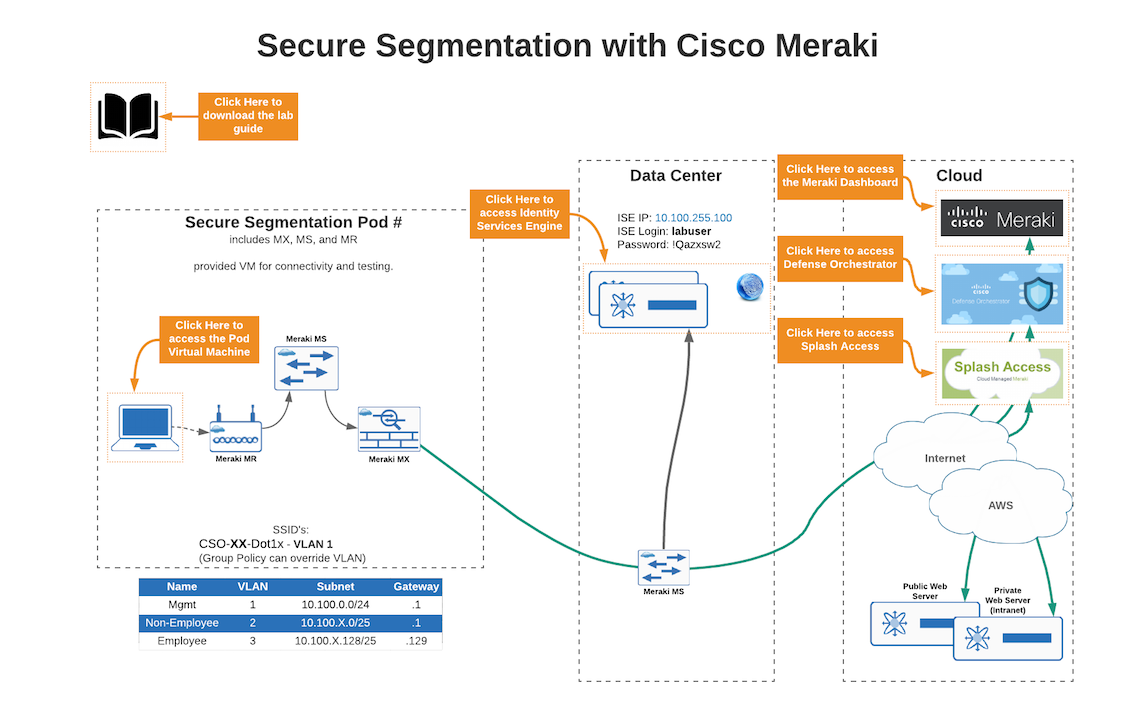 Secure Segmentation with Cisco Meraki
Click Here to
download the lab
guide
Secure Segmentation Pod #
includes MX, MS, and MR
provided VM for connectivity and testing.
Click Here to
access the Pod
Virtual Machine
Meraki MS
Meraki MR
Meraki MX
SSID's:
CSO-XX-Dot1x - VLAN 1
(Group Policy can override VLAN)
Name VLAN Subnet Gateway
Mgmt 1 10.100.0.0/24 .1
Non-Employee 2 10.100.X.0/25 .1
Employee 3 10.100.X.128/25 .129
Click Here to
access Identity
Services Engine
Data Center
ISE IP: 10.100.255.100
ISE Login: labuser
Password: !Qazxsw2
Meraki MS
Cloud
Click Here to access
the Meraki Dashboard
cisco Meraki
Click Here to access
Defense Orchestrator
cisco
Defense Orchestrator
Click Here to access
Splash Access
Splash Access
Cloud Managed Meraki
Internet
AWS
Public Web
Server
Private
Web Server
(Intranet)